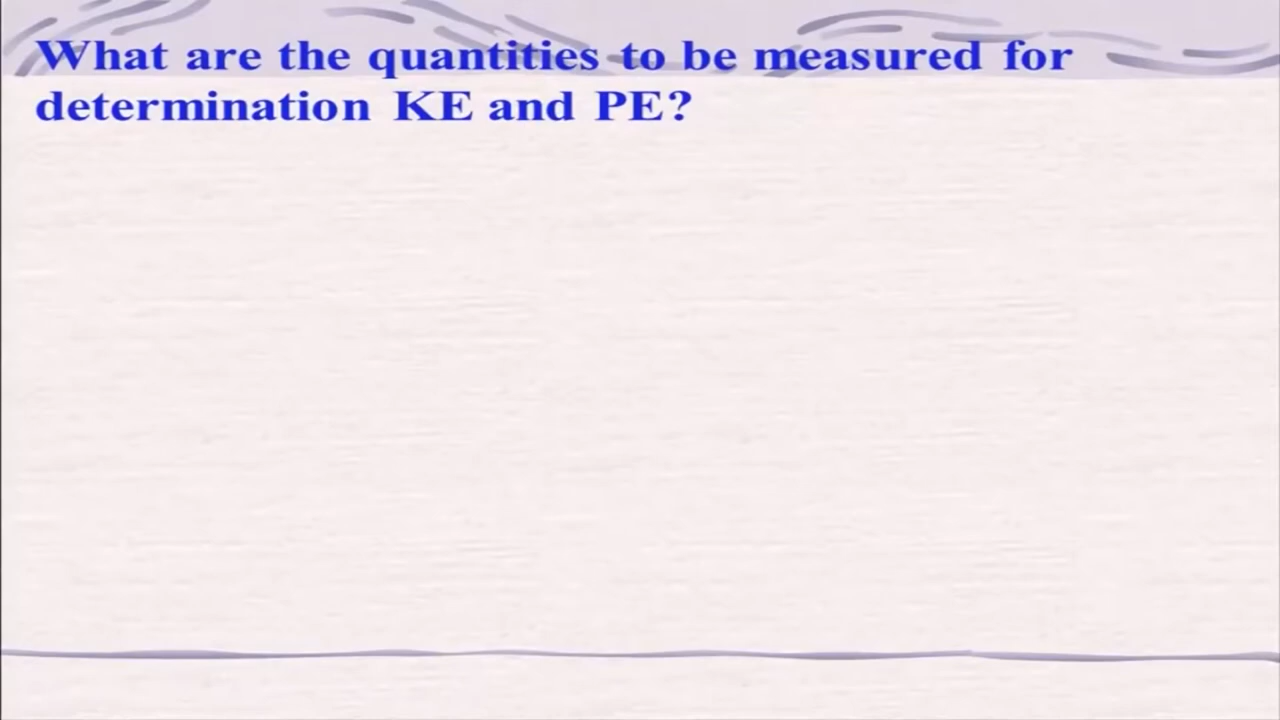 What are the quantities to be measured for
determination KE and PE?